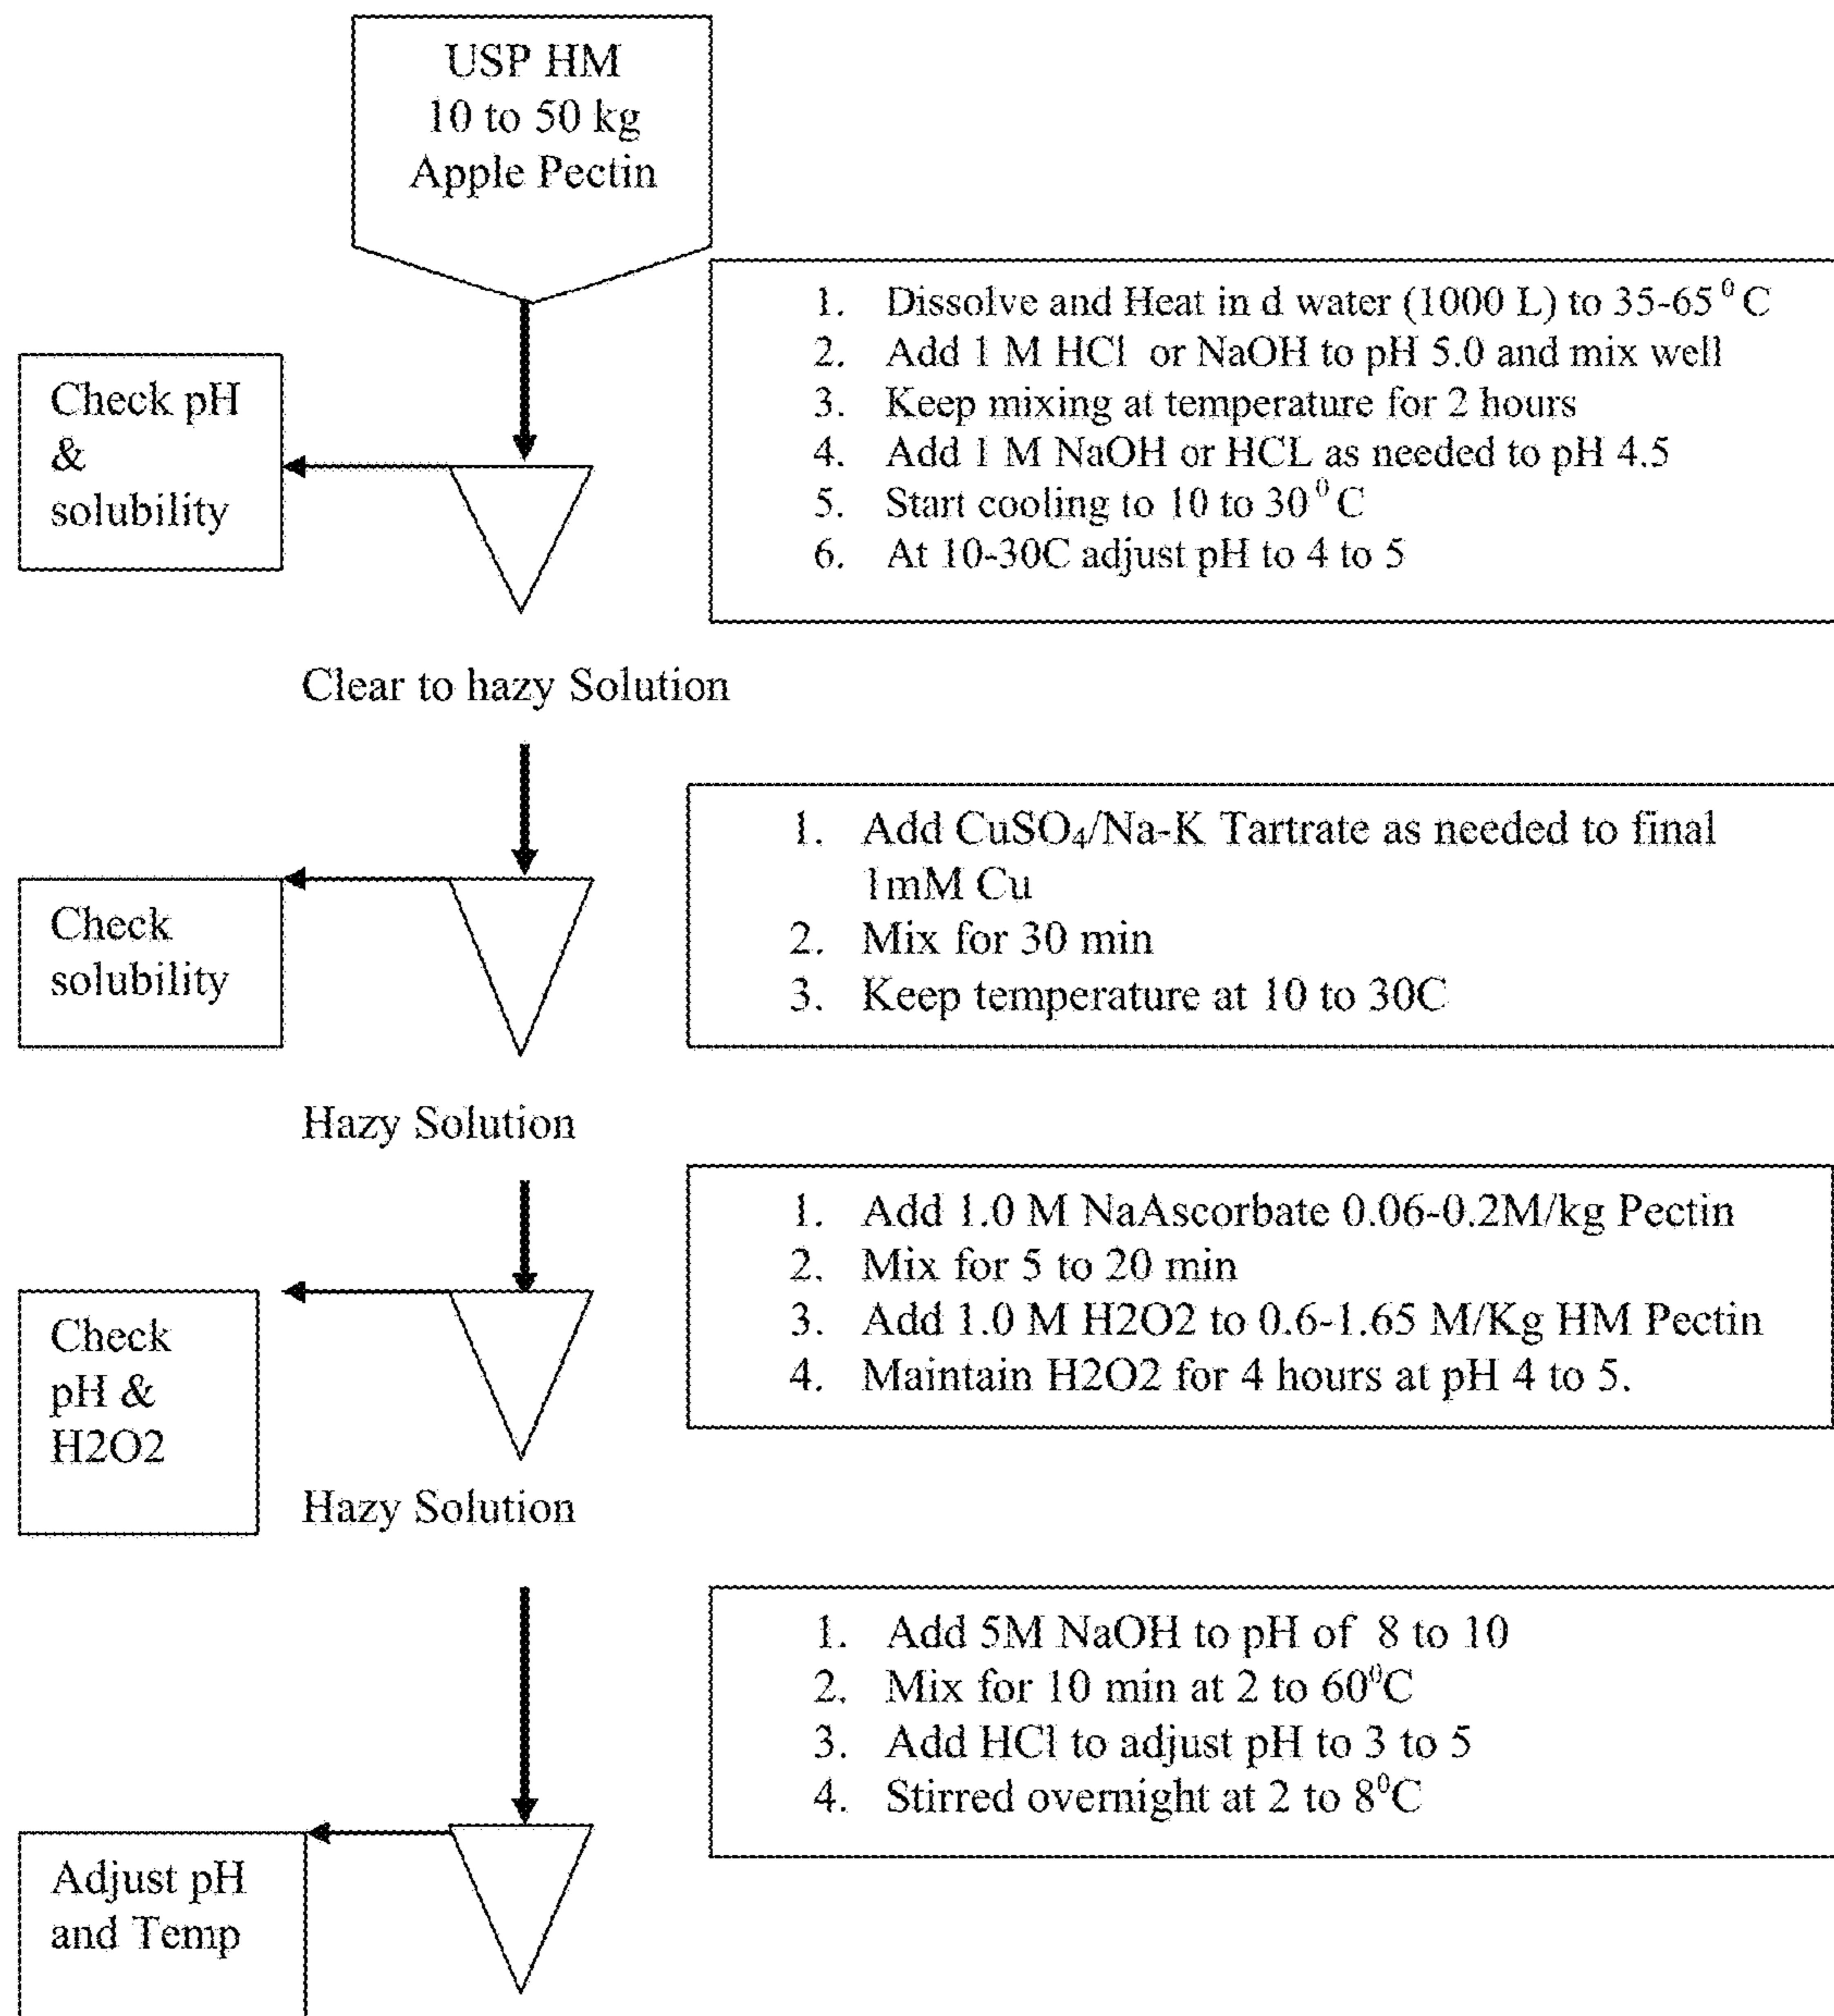 USP HM
10 to 50 kg
Apple Pectin
1. Dissolve and Heat in d water (1000 L) to 35-65⁰ C
2. Add 1 M HCl or NaOH to pH 5.0 and mix well
3. Keep mixing at temperature for 2 hours
4. Add 1 M NaOH or HCL as needed to pH 4.5
5. Start cooling to 10 to 30⁰ C
6. At 10-30C adjust pH to 4 to 5
Check pH
&
solubility
Clear to hazy Solution
1. Add CuSO₄/Na-K Tartrate as needed to final
1mM Cu
2. Mix for 30 min
3. Keep temperature at 10 to 30C
Check
solubility
Hazy Solution
1. Add 1.0 M NaAscorbate 0.06-0.2M/kg Pectin
2. Mix for 5 to 20 min
3. Add 1.0 M H2O2 to 0.6-1.65 M/Kg HM Pectin
4. Maintain H2O2 for 4 hours at pH 4 to 5.
Check
pH &
H2O2
Hazy Solution
1. Add 5M NaOH to pH of 8 to 10
2. Mix for 10 min at 2 to 60⁰C
3. Add HCl to adjust pH to 3 to 5
4. Stirred overnight at 2 to 8⁰C
Adjust pH
and Temp